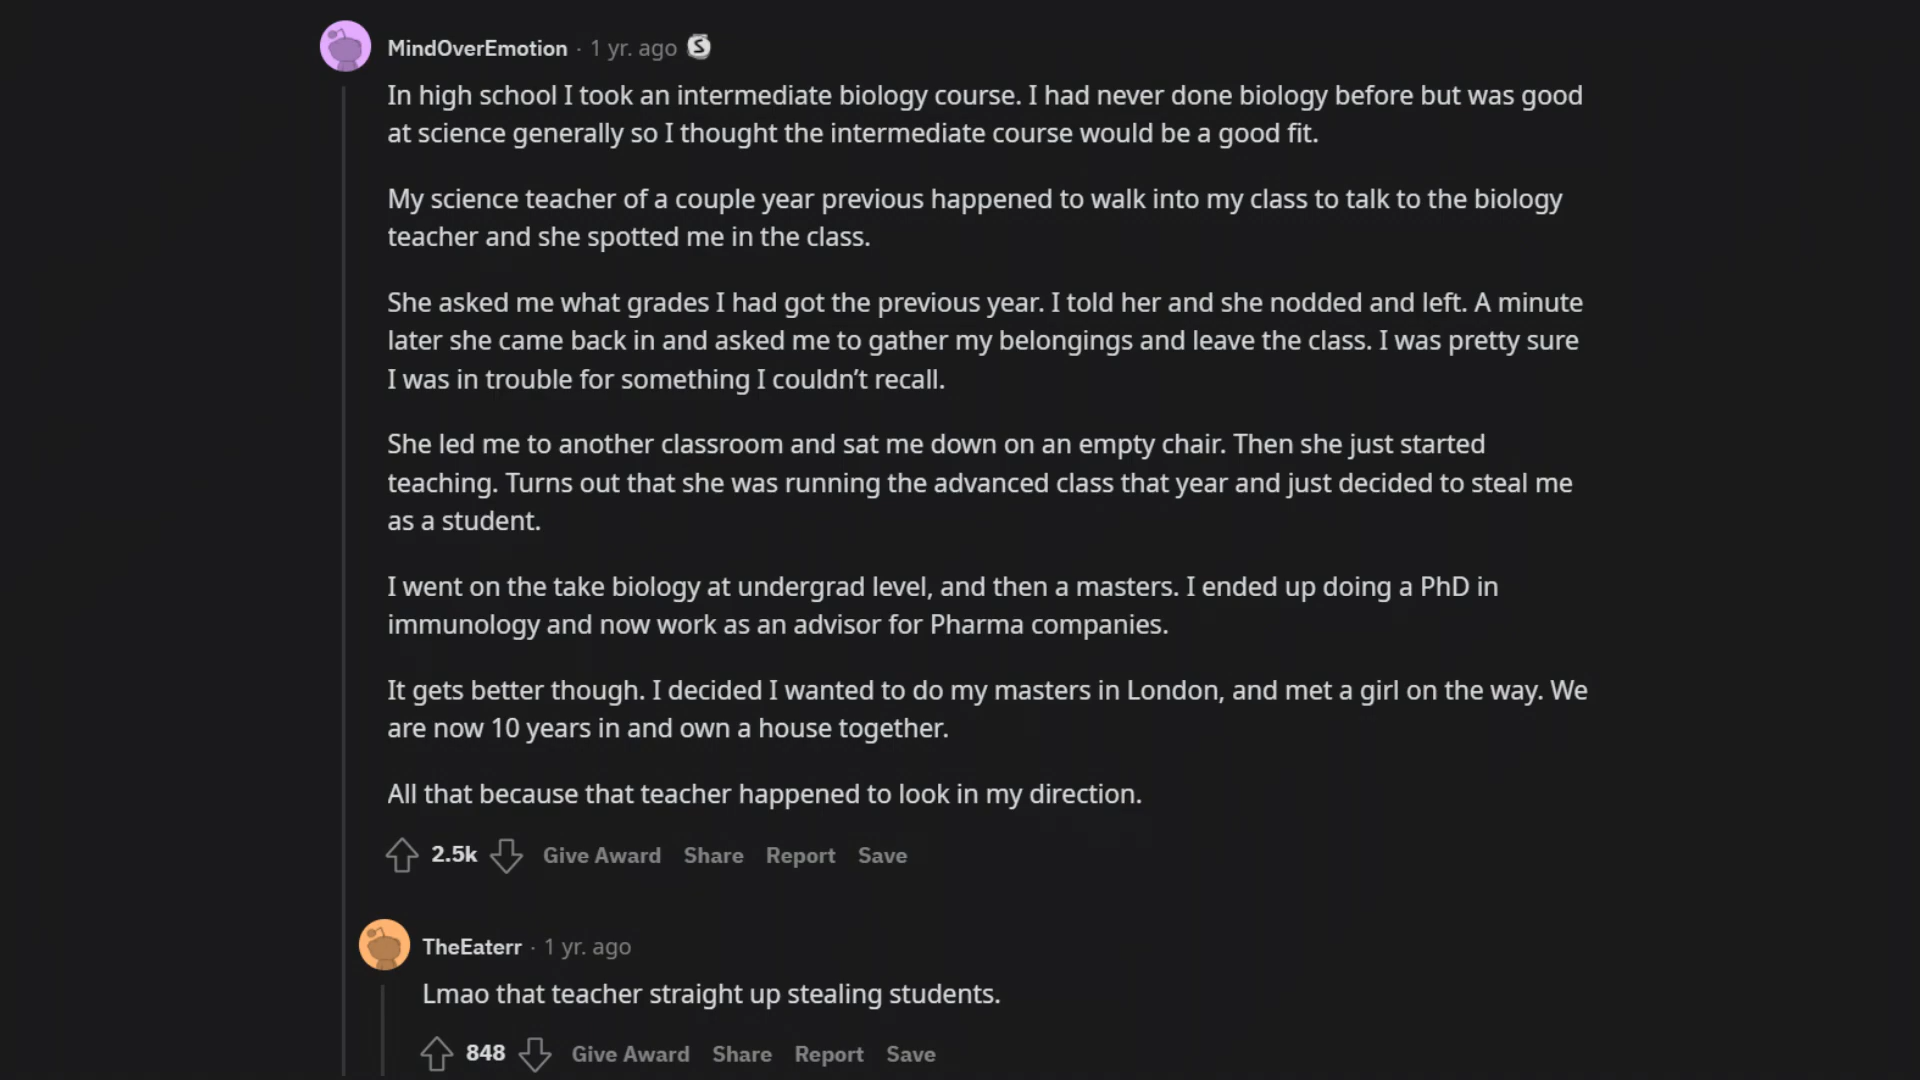 MindOverEmotion · 1 yr. ago S
In high school I took an intermediate biology course. I had never done biology before but was good
at science generally so I thought the intermediate course would be a good fit.
My science teacher of a couple year previous happened to walk into my class to talk to the biology
teacher and she spotted me in the class.
She asked me what grades I had got the previous year. I told her and she nodded and left. A minute
later she came back in and asked me to gather my belongings and leave the class. I was pretty sure
I was in trouble for something I couldn’t recall.
She led me to another classroom and sat me down on an empty chair. Then she just started
teaching. Turns out that she was running the advanced class that year and just decided to steal me
as a student.
I went on the take biology at undergrad level, and then a masters. I ended up doing a PhD in
immunology and now work as an advisor for Pharma companies.
It gets better though. I decided I wanted to do my masters in London, and met a girl on the way. We
are now 10 years in and own a house together.
All that because that teacher happened to look in my direction.
2.5k Give Award Share Report Save
TheEaterr · 1 yr. ago
Lmao that teacher straight up stealing students.
848 Give Award Share Report Save